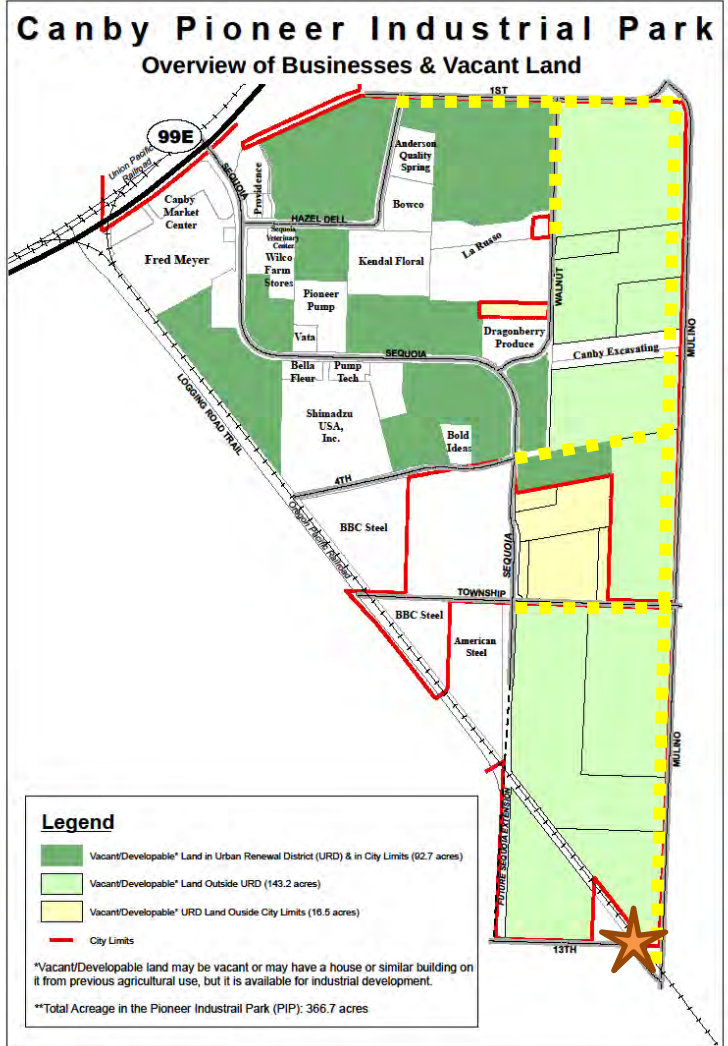 Canby Pioneer Industrial Park
Overview of Businesses & Vacant Land
1ST
99E
Union Pacific
Railroad
SEQUOIA
Providence
Anderson
Quality
Spring
Canby
Market
Center
HAZEL DELL
Bowco
Sequoia
Veterinary
Center
Fred Meyer
Wilco
Farm
Stores
Kendal Floral
La Russo
WALNUT
Pioneer
Pump
MULINO
Vata
Dragonberry
Produce
Canby Excavating
SEQUOIA
Bella
Fleur
Pump
Tech
LOGGING ROAD TRAIL
Shimadzu
USA,
Inc.
Bold
Ideas
4TH
Oregon Pacific Railroad
BBC Steel
SEQUOIA
TOWNSHIP
BBC Steel
American
Steel
MULINO
FUTURE SEQUOIA EXTENSION
13TH
Legend
Vacant/Developable* Land in Urban Renewal District (URD) & in City Limits (92.7 acres)
Vacant/Developable* Land Outside URD (143.2 acres)
Vacant/Developable* URD Land Ouside City Limits (16.5 acres)
City Limits
*Vacant/Developable land may be vacant or may have a house or similar building on
it from previous agricultural use, but it is available for industrial development.
**Total Acreage in the Pioneer Industrail Park (PIP): 366.7 acres